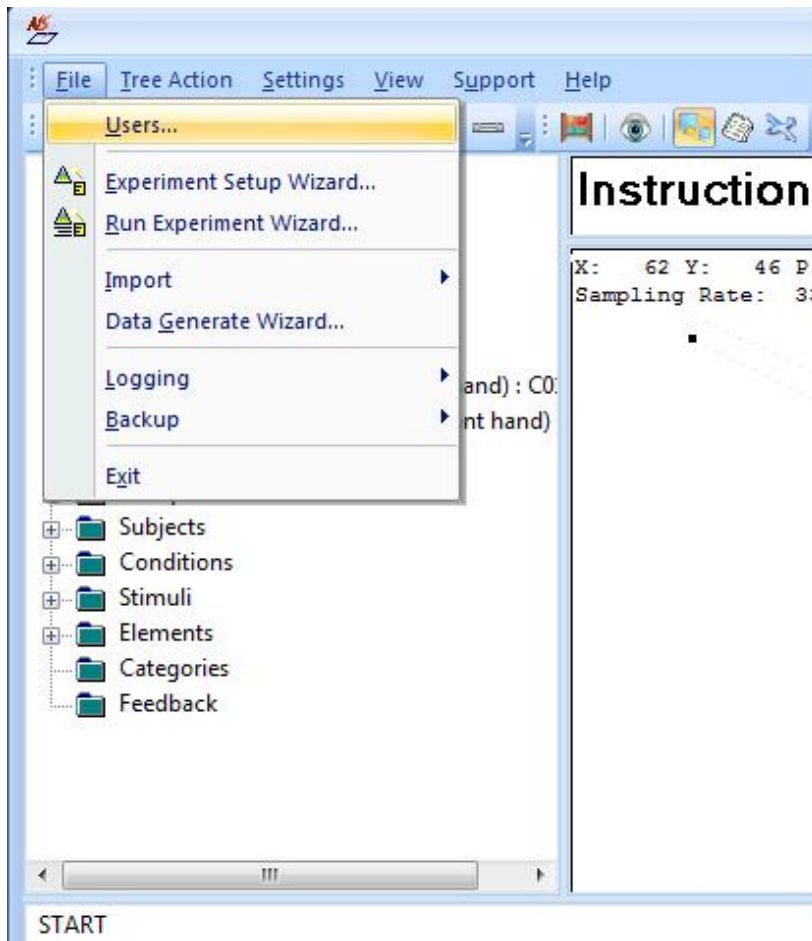 File Tree Action Settings View Support Help
Users...
Experiment Setup Wizard...
Run Experiment Wizard...
Import
Data Generate Wizard...
Logging
Backup
Exit
and) : C0
nt hand)
Subjects
Conditions
Stimuli
Elements
Categories
Feedback
START
Instruction
X: 62 Y: 46 P
Sampling Rate: 3